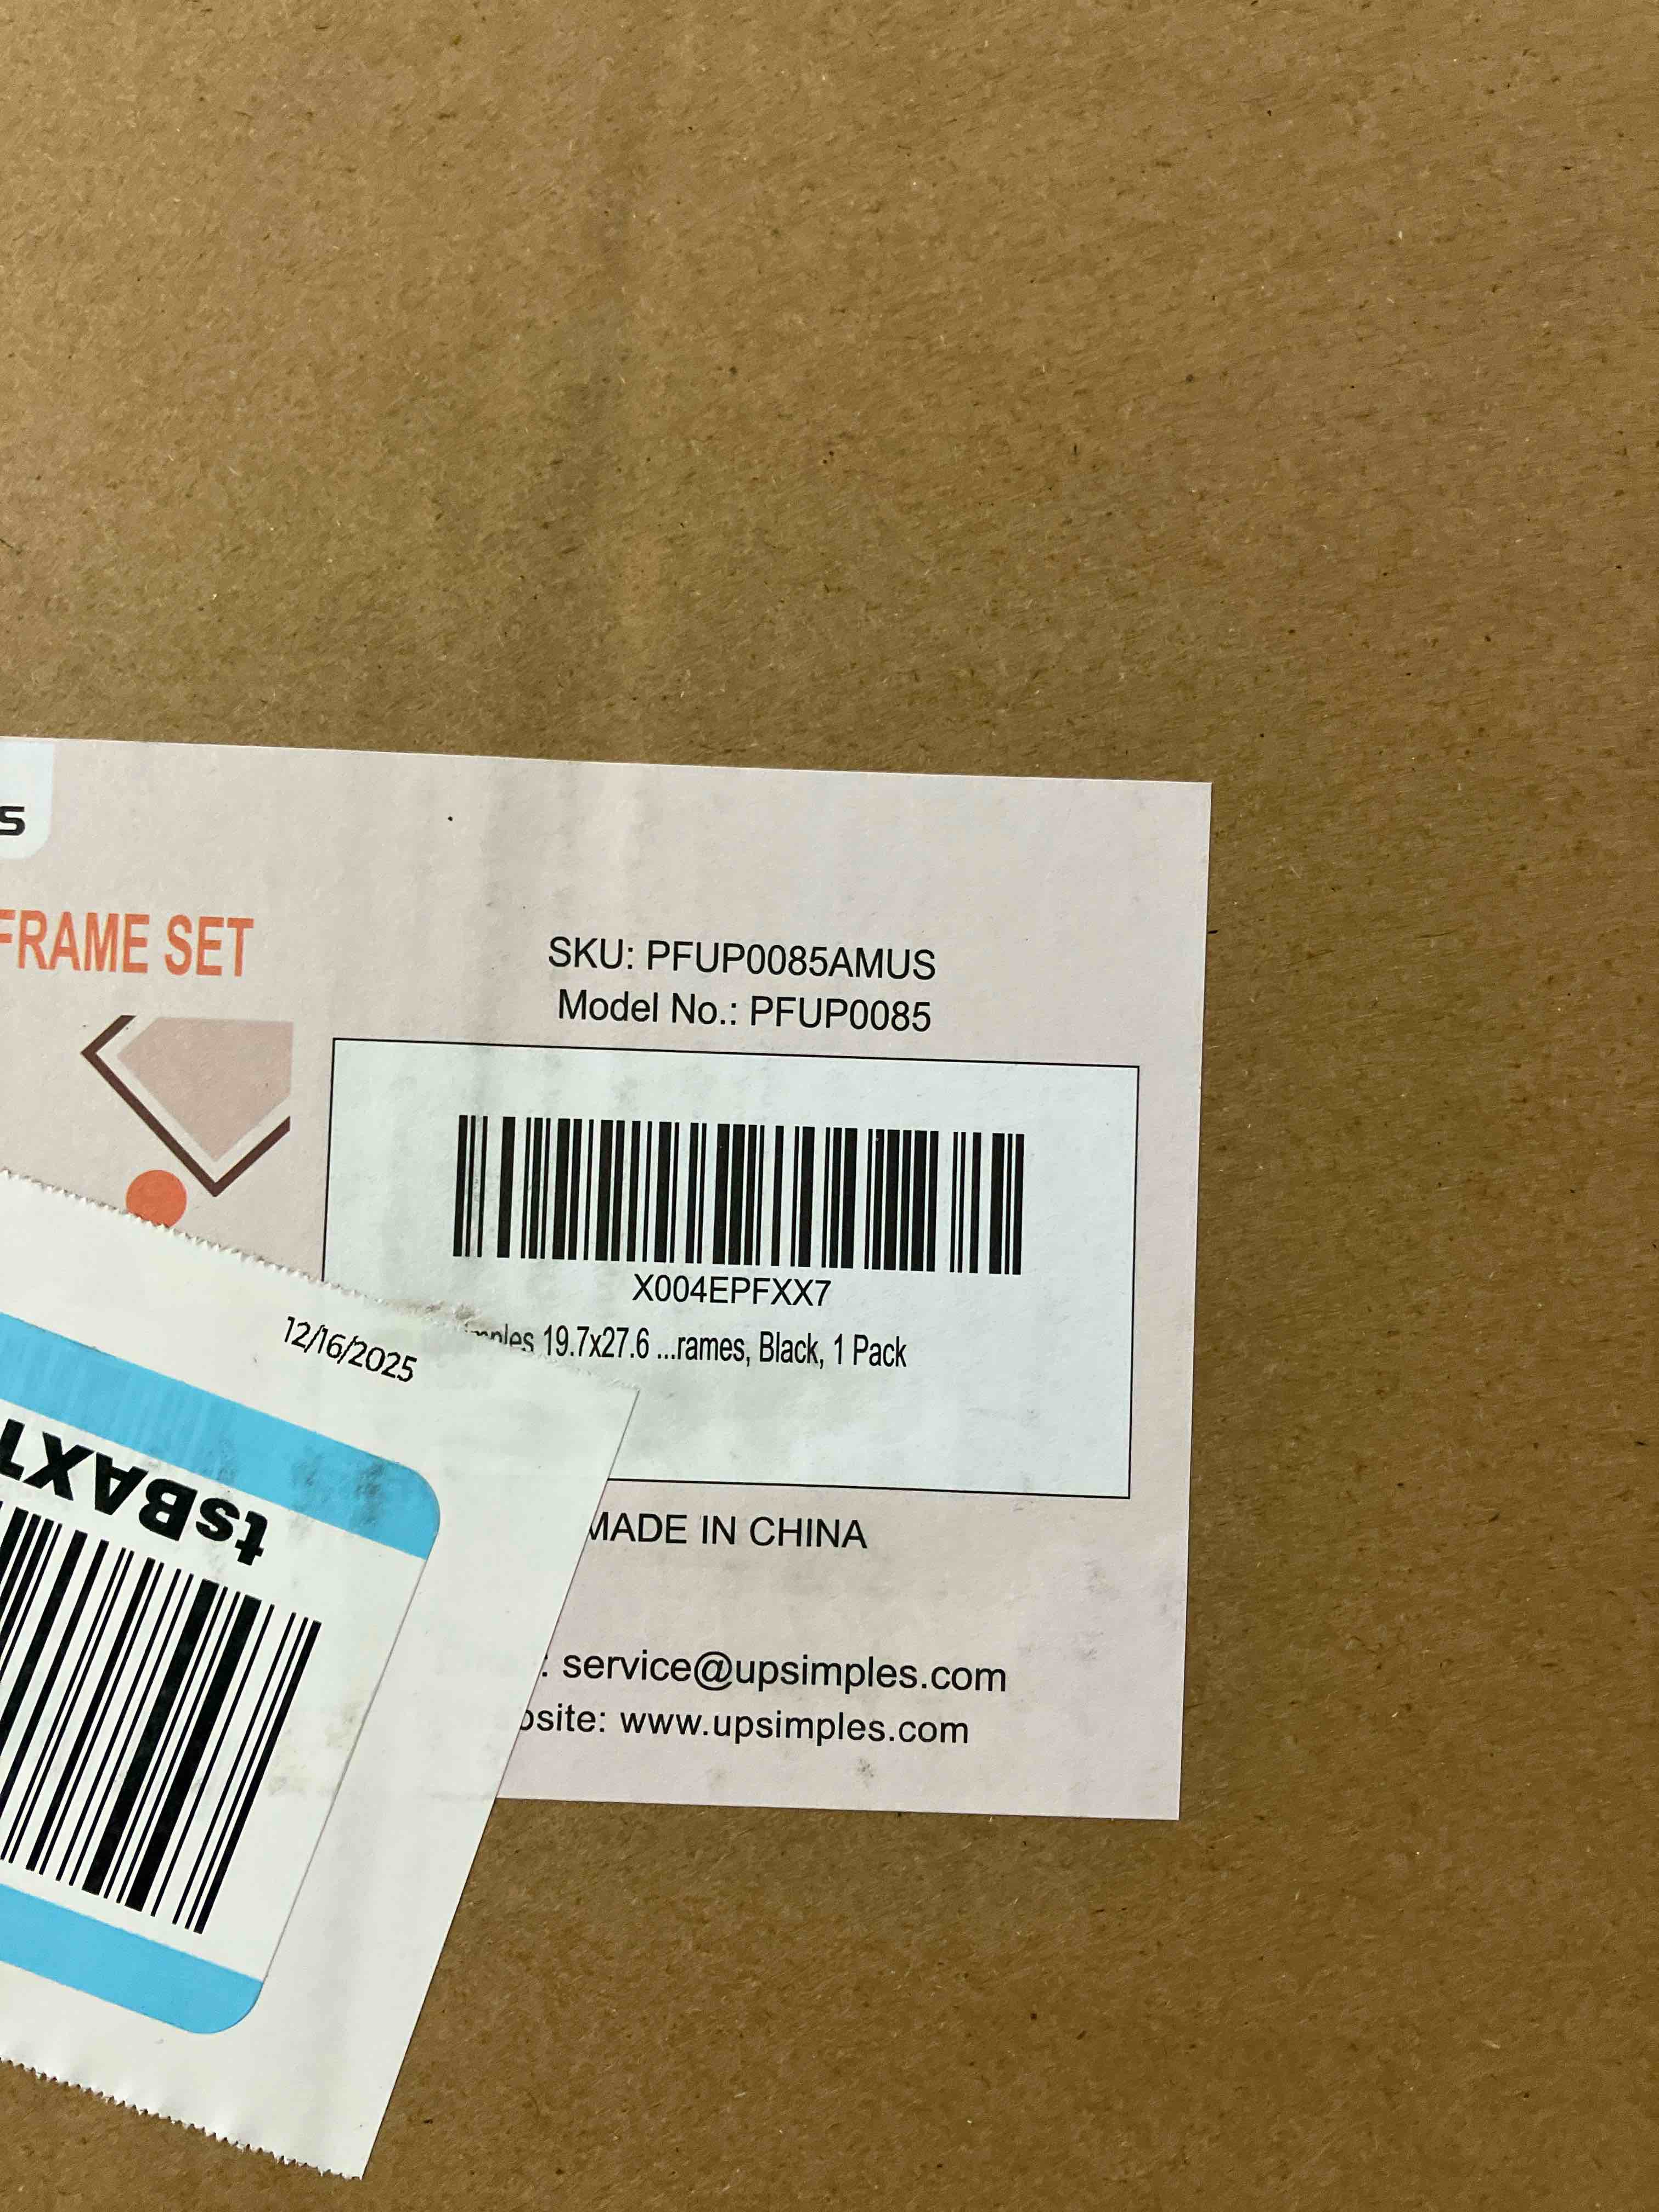 FRAME SET
SKU: PFUP0085AMUS
Model No.: PFUP0085
X004EPFXX7
19.7x27.6 ...rames, Black, 1 Pack
12/16/2025
tsBAX
MADE IN CHINA
: service@upsimples.com
site: www.upsimples.com